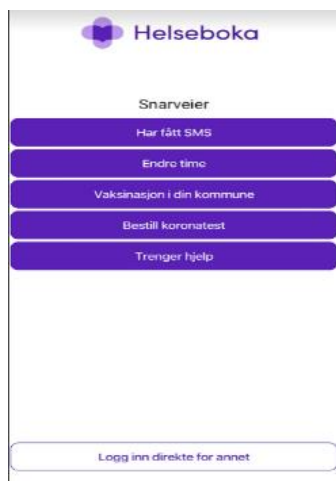 Helseboka
Snarveier
Har fått SMS
Endre time
Vaksinasjon i din kommune
Bestill koronatest
Trenger hjelp
Logg inn direkte for annet